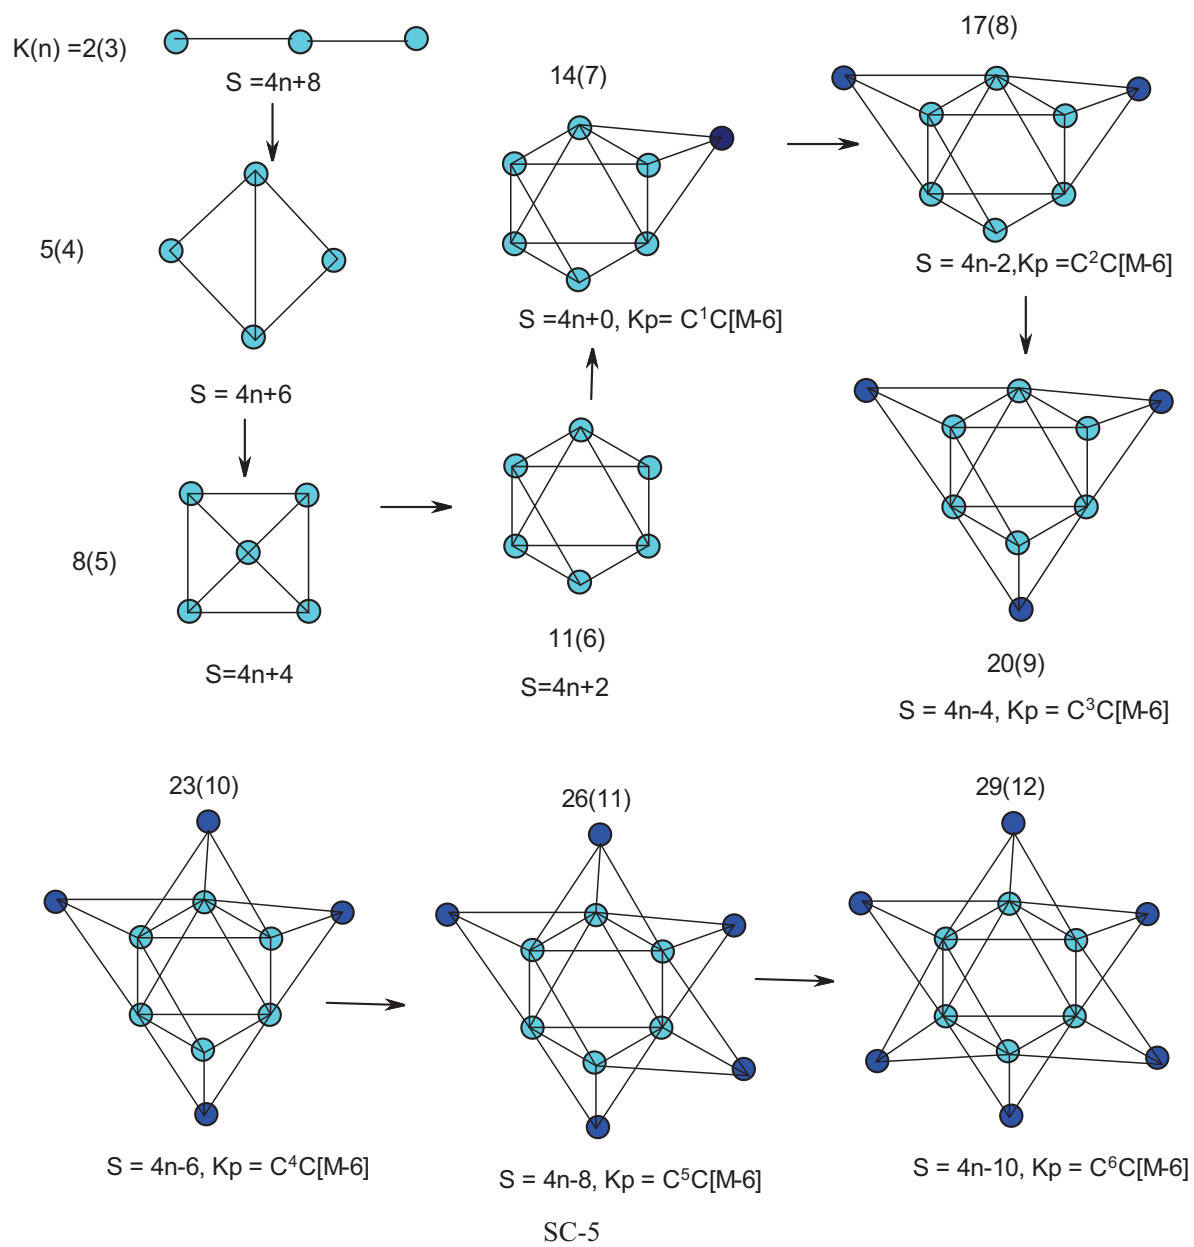 K(n) =2(3)
S =4n+8
5(4)
S = 4n+6
8(5)
S=4n+4
11(6)
S=4n+2
14(7)
S =4n+0, Kp= C¹C[M-6]
17(8)
S = 4n-2,Kp =C²C[M-6]
20(9)
S = 4n-4, Kp = C³C[M-6]
23(10)
S = 4n-6, Kp = C⁴C[M-6]
26(11)
S = 4n-8, Kp = C⁵C[M-6]
29(12)
S = 4n-10, Kp = C⁶C[M-6]
SC-5